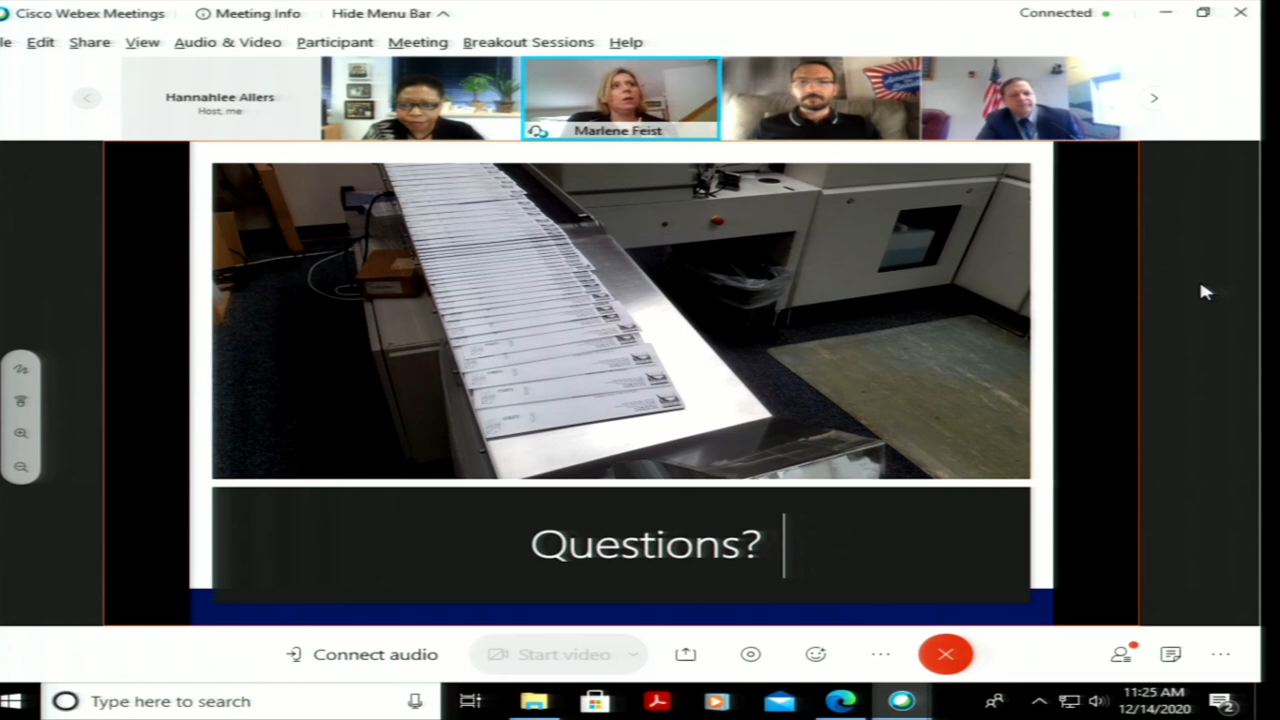 Cisco Webex Meetings
Meeting Info
Hide Menu Bar
Connected
le Edit Share View Audio & Video Participant Meeting Breakout Sessions Help
Hannahlee Allers
Host, me
Marlene Feist
Questions?
Connect audio
Start video
Type here to search
11:25 AM
12/14/2020
2